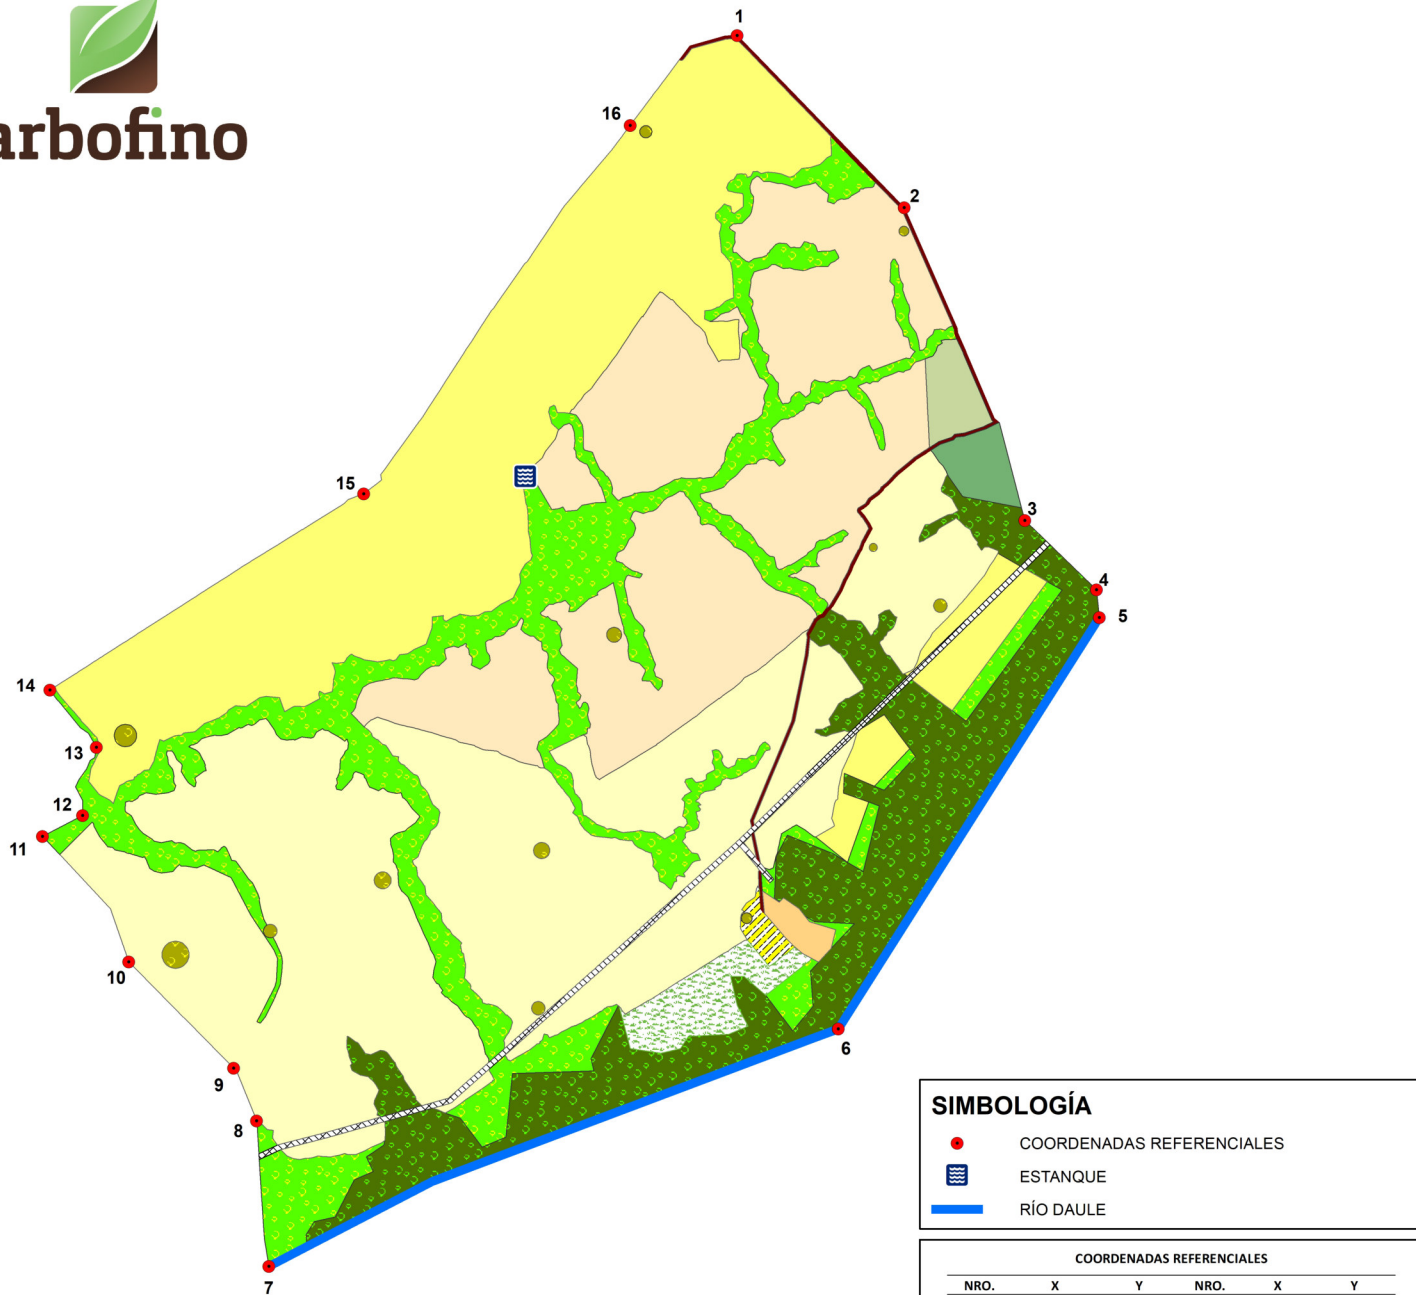 arbofino
1
16
2
15
3
4
5
14
13
12
11
10
9
8
6
7
SIMBOLOGÍA
COORDENADAS REFERENCIALES
ESTANQUE
RÍO DAULE
COORDENADAS REFERENCIALES
NRO. X Y NRO. X Y